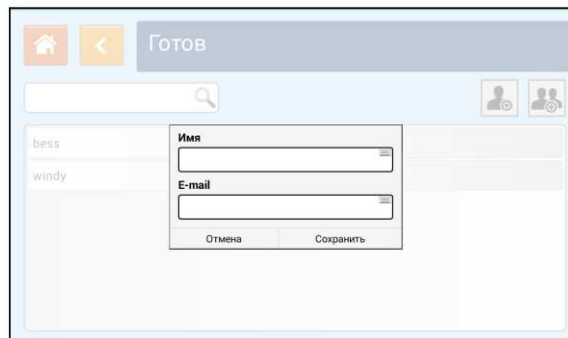 Готов
bess
windy
Имя
E-mail
Отмена
Сохранить